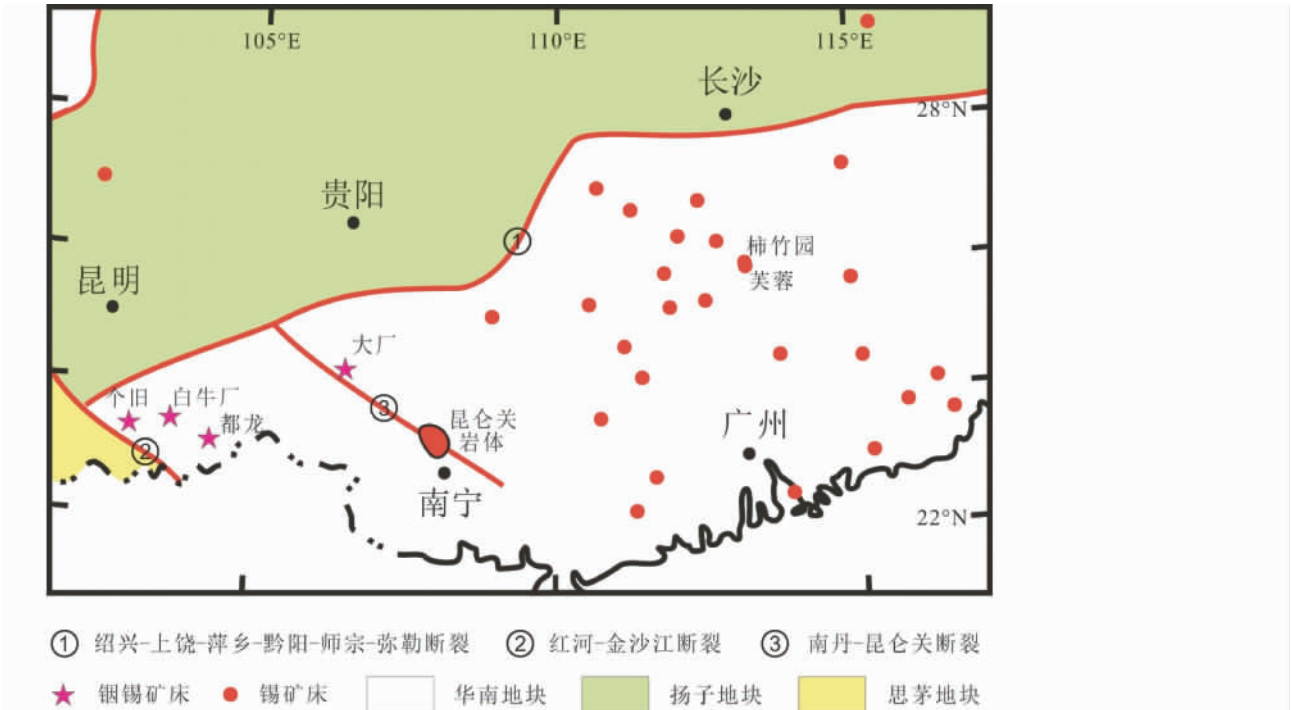 105°E 110°E 115°E
长沙
28°N
贵阳
①
柿竹园
芙蓉
昆明
大厂
个旧 白牛厂
③
都龙
昆仑关
岩体
广州
②
南宁
22°N
① 绍兴-上饶-萍乡-黔阳-师宗-弥勒断裂 ② 红河-金沙江断裂 ③ 南丹-昆仑关断裂
铟锡矿床 锡矿床 华南地块 扬子地块 思茅地块